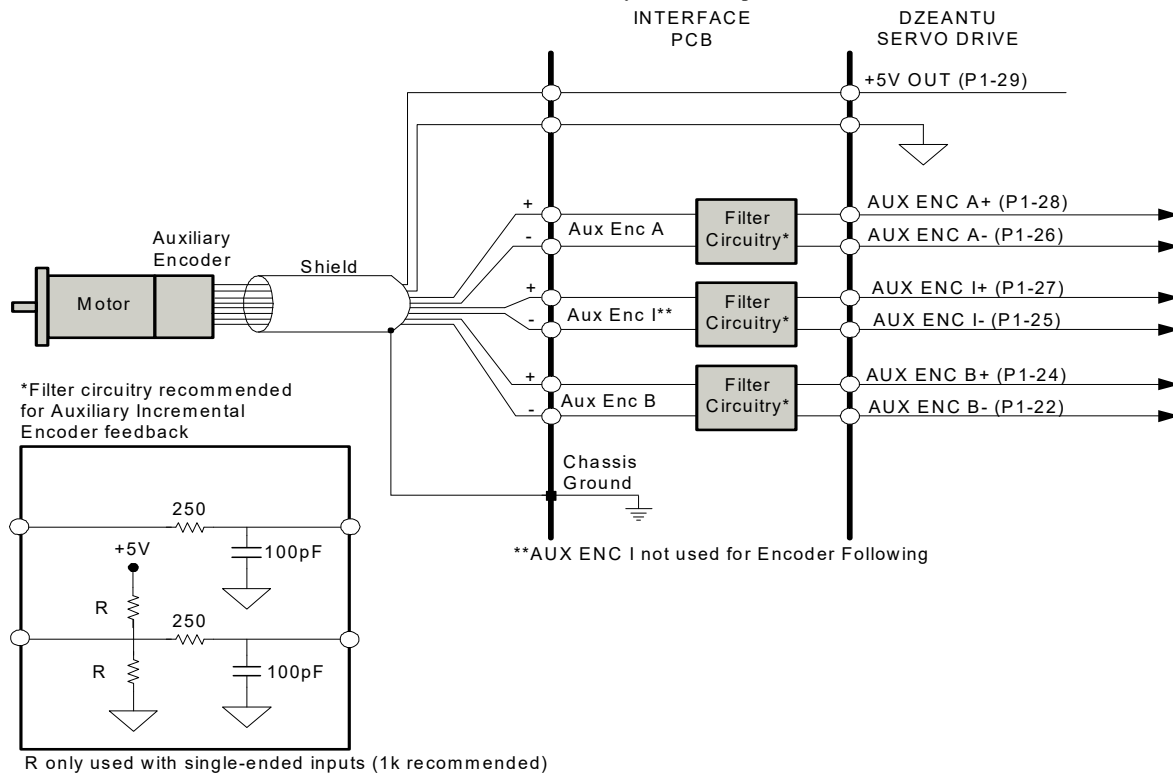 INTERFACE
PCB
DZEANTU
SERVO DRIVE
+5V OUT (P1-29)
Auxiliary
Encoder
Shield
Motor
+
-
Aux Enc A
Filter
Circuitry*
AUX ENC A+ (P1-28)
AUX ENC A- (P1-26)
+
-
Aux Enc I**
Filter
Circuitry*
AUX ENC I+ (P1-27)
AUX ENC I- (P1-25)
+
-
Aux Enc B
Filter
Circuitry*
AUX ENC B+ (P1-24)
AUX ENC B- (P1-22)
Chassis
Ground
**AUX ENC I not used for Encoder Following
*Filter circuitry recommended
for Auxiliary Incremental
Encoder feedback
250
100pF
+5V
R
250
R
100pF
R only used with single-ended inputs (1k recommended)